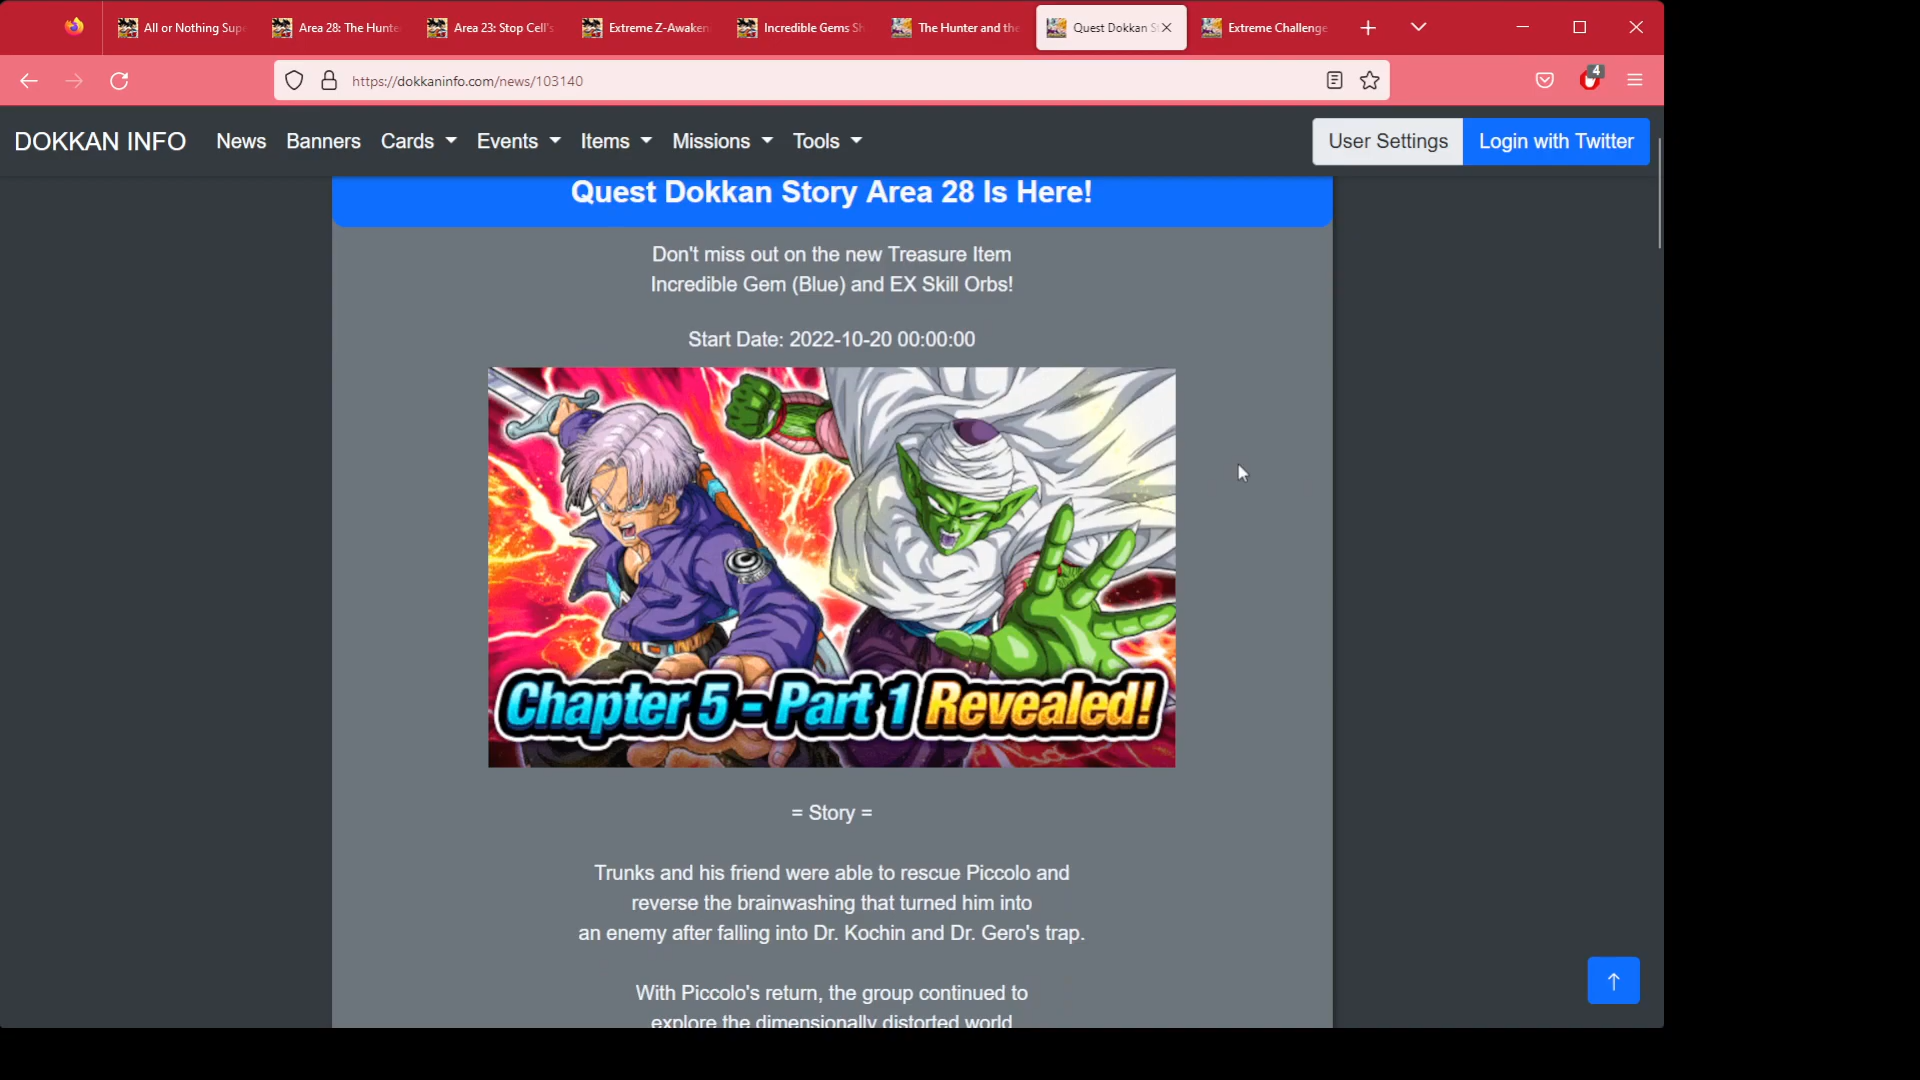 All or Nothing Supe
Area 28: The Hunte
Area 23: Stop Cell's
Extreme Z-Awaken
Incredible Gems Sh
The Hunter and the
Quest Dokkan St
Extreme Challenge
https://dokkaninfo.com/news/103140
4
DOKKAN INFO
News
Banners
Cards
Events
Items
Missions
Tools
User Settings
Login with Twitter
Quest Dokkan Story Area 28 Is Here!
Don't miss out on the new Treasure Item
Incredible Gem (Blue) and EX Skill Orbs!
Start Date: 2022-10-20 00:00:00
Chapter 5 - Part 1 Revealed!
= Story =
Trunks and his friend were able to rescue Piccolo and
reverse the brainwashing that turned him into
an enemy after falling into Dr. Kochin and Dr. Gero's trap.
With Piccolo's return, the group continued to
explore the dimensionally distorted world